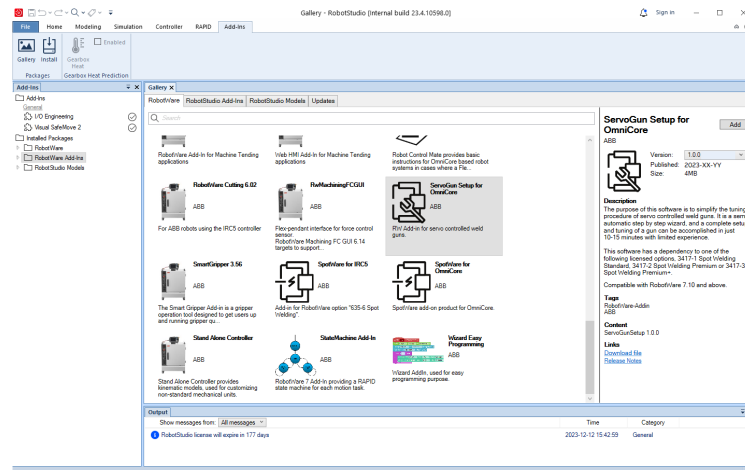 Gallery - RobotStudio (Internal build 23.4.10598.0)
Sign in
File Home Modeling Simulation Controller RAPID Add-Ins
Gallery Install
Gearbox
Heat
Enabled
Packages
Gearbox Heat Prediction
Add-Ins
Add-Ins
General
I/O Engineering
Visual SafeMove 2
Installed Packages
RobotWare
RobotWare Add-Ins
RobotStudio Models
Gallery X
RobotWare RobotStudio Add-Ins RobotStudio Models Updates
Search
RobotWare Add-In for Machine Tending
applications
Web HMI Add-In for Machine Tending
applications
Robot Control Mate provides basic
instructions for OmniCore based robot
systems in cases where a Fle...
RobotWare Cutting 6.02
ABB
For ABB robots using the IRC5 controller
RwMachiningFCGUI
ABB
Flex-pendant interface for force control
sensor.
RobotWare Machining FC GUI 6.14
targets to support...
ServoGun Setup for
OmniCore
ABB
RW Add-in for servo controlled weld
guns.
SmartGripper 3.56
ABB
The Smart Gripper Add-in is a gripper
operation tool designed to get users up
and running gripper qu...
SpotWare for IRC5
ABB
Add-in for RobotWare option "635-6 Spot
Welding".
SpotWare for
OmniCore
ABB
SpotWare add-on product for OmniCore.
Stand Alone Controller
ABB
Stand Alone Controller provides
kinematic models, used for customizing
non-standard mechanical units.
StateMachine Add-In
ABB
RobotWare 7 Add-In providing a RAPID
state machine for each motion task.
Wizard Easy
Programming
ABB
Wizard AddIn, used for easy
programming purpose.
ServoGun Setup for
OmniCore
Add
ABB
Version: 1.0.0
Published: 2023-XX-YY
Size: 4MB
Description
The purpose of this software is to simplify the tuning
procedure of servo controlled weld guns. It is a sem
automatic step by step wizard, and a complete setu
and tuning of a gun can be accomplished in just
10-15 minutes with limited experience.
This software has a dependency to one of the
following licensed options, 3417-1 Spot Welding
Standard, 3417-2 Spot Welding Premium or 3417-3
Spot Welding Premium+.
Compatible with RobotWare 7.10 and above.
Tags
RobotWare-Addin
ABB
Content
ServoGunSetup 1.0.0
Links
Download file
Release Notes
Output
Show messages from: All messages
Time
Category
RobotStudio license will expire in 177 days
2023-12-12 15:42:59
General